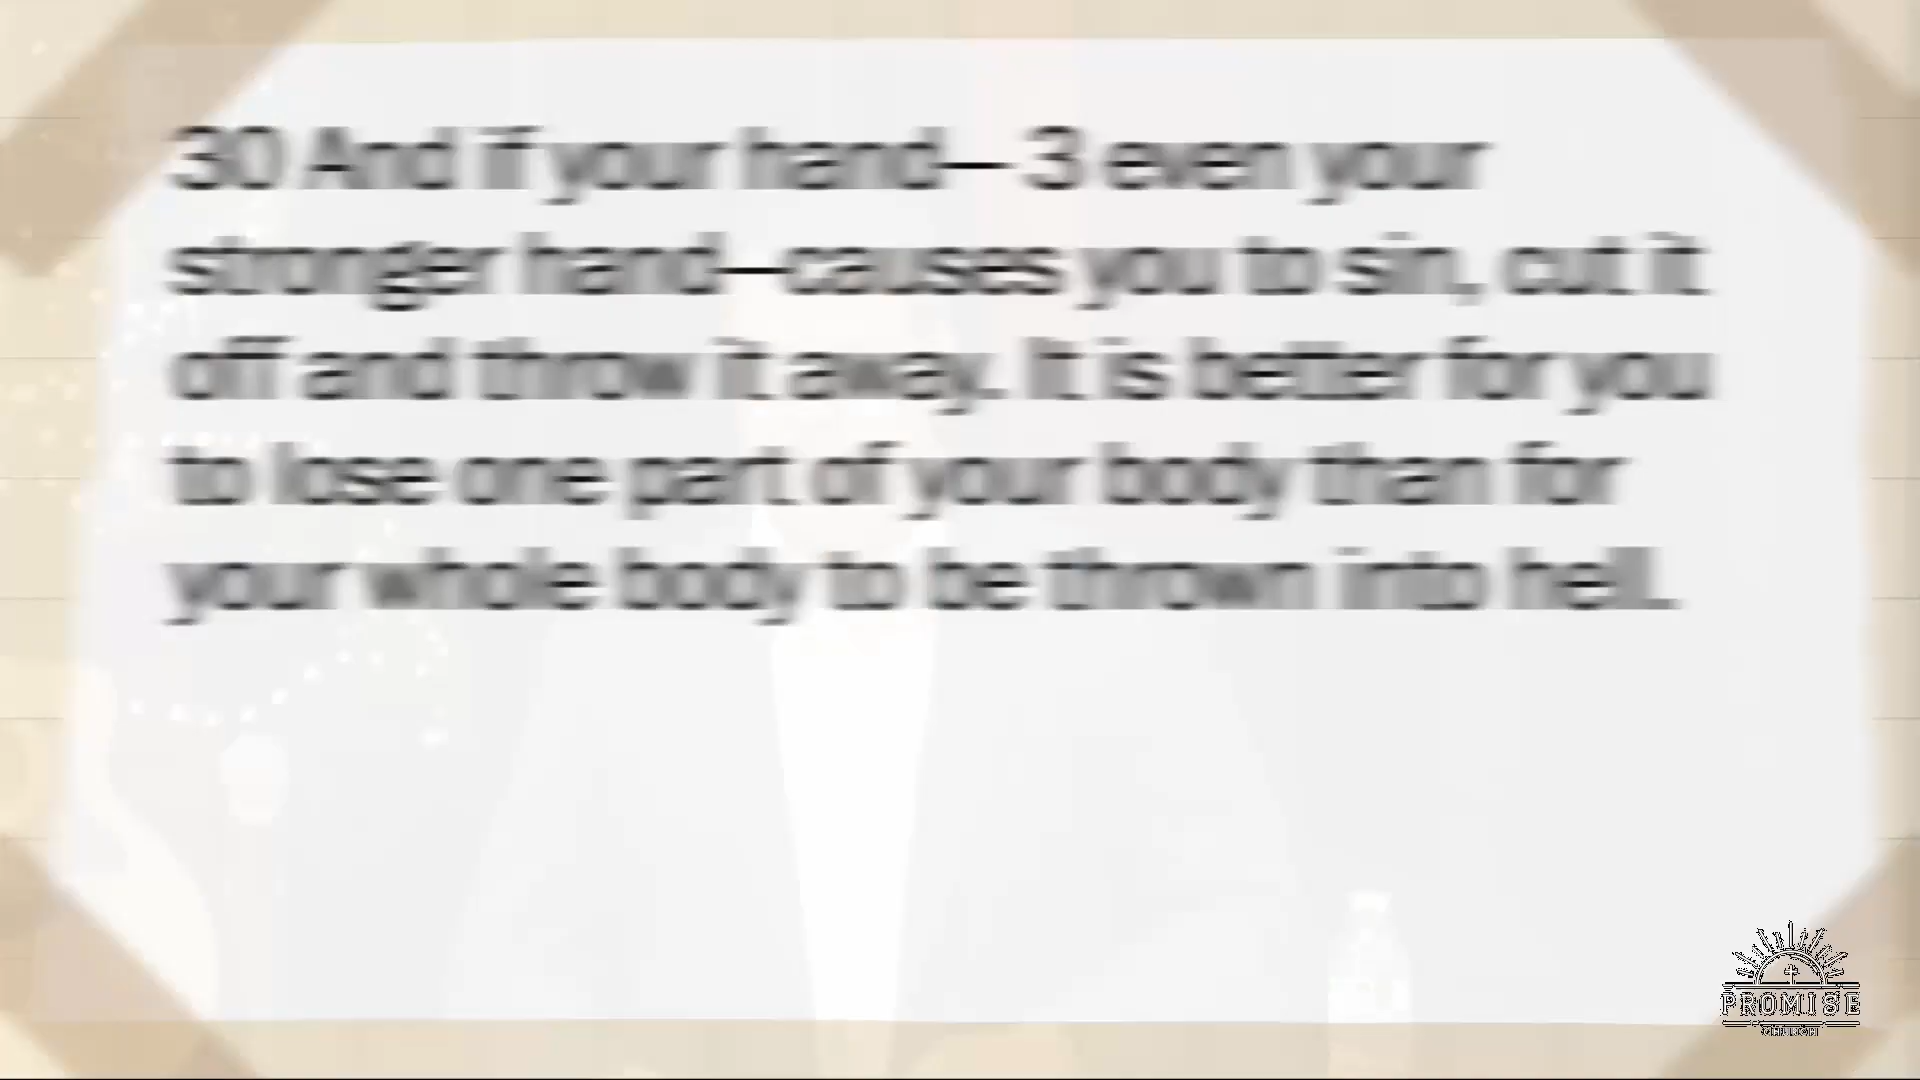 30 And if your hand— 3 even your
stronger hand—causes you to sin, cut it
off and throw it away. It is better for you
to lose one part of your body than for
your whole body to be thrown into hell.
PROMISE
CHURCH